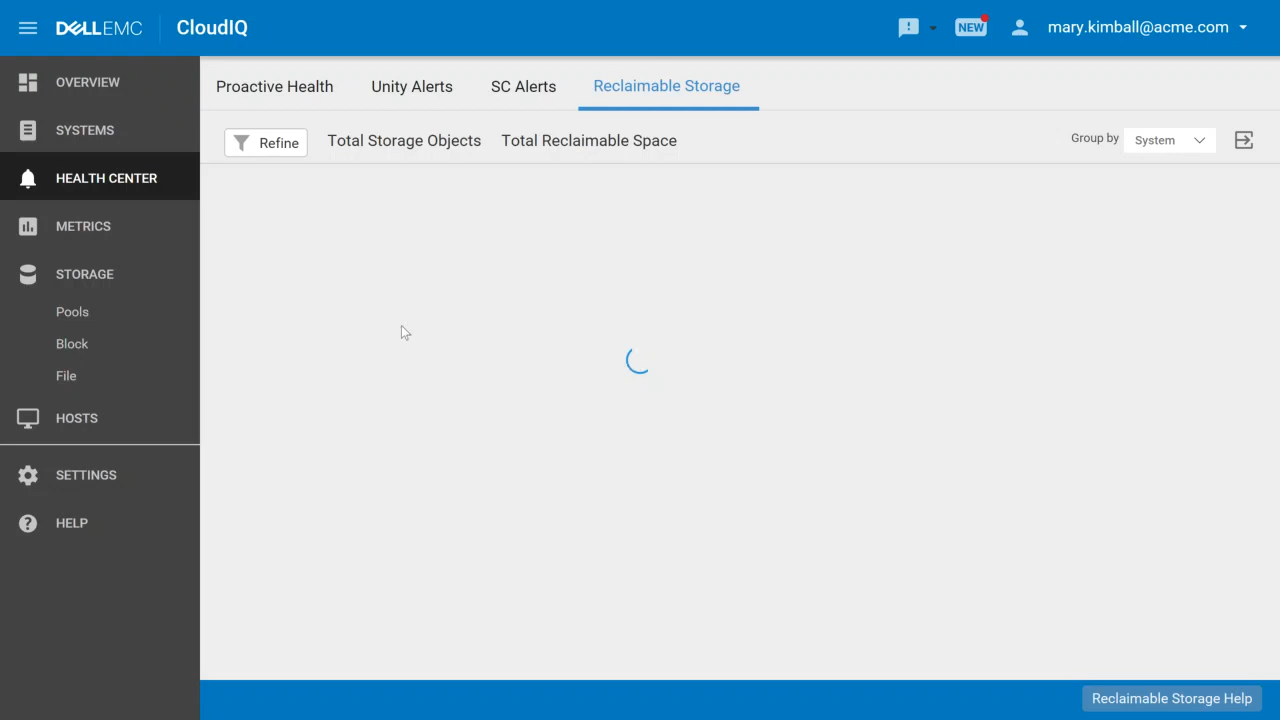 DELLEMC CloudIQ
NEW
mary.kimball@acme.com
OVERVIEW
SYSTEMS
HEALTH CENTER
METRICS
STORAGE
Pools
Block
File
HOSTS
SETTINGS
HELP
Proactive Health Unity Alerts SC Alerts Reclaimable Storage
Refine Total Storage Objects Total Reclaimable Space Group by System
Reclaimable Storage Help